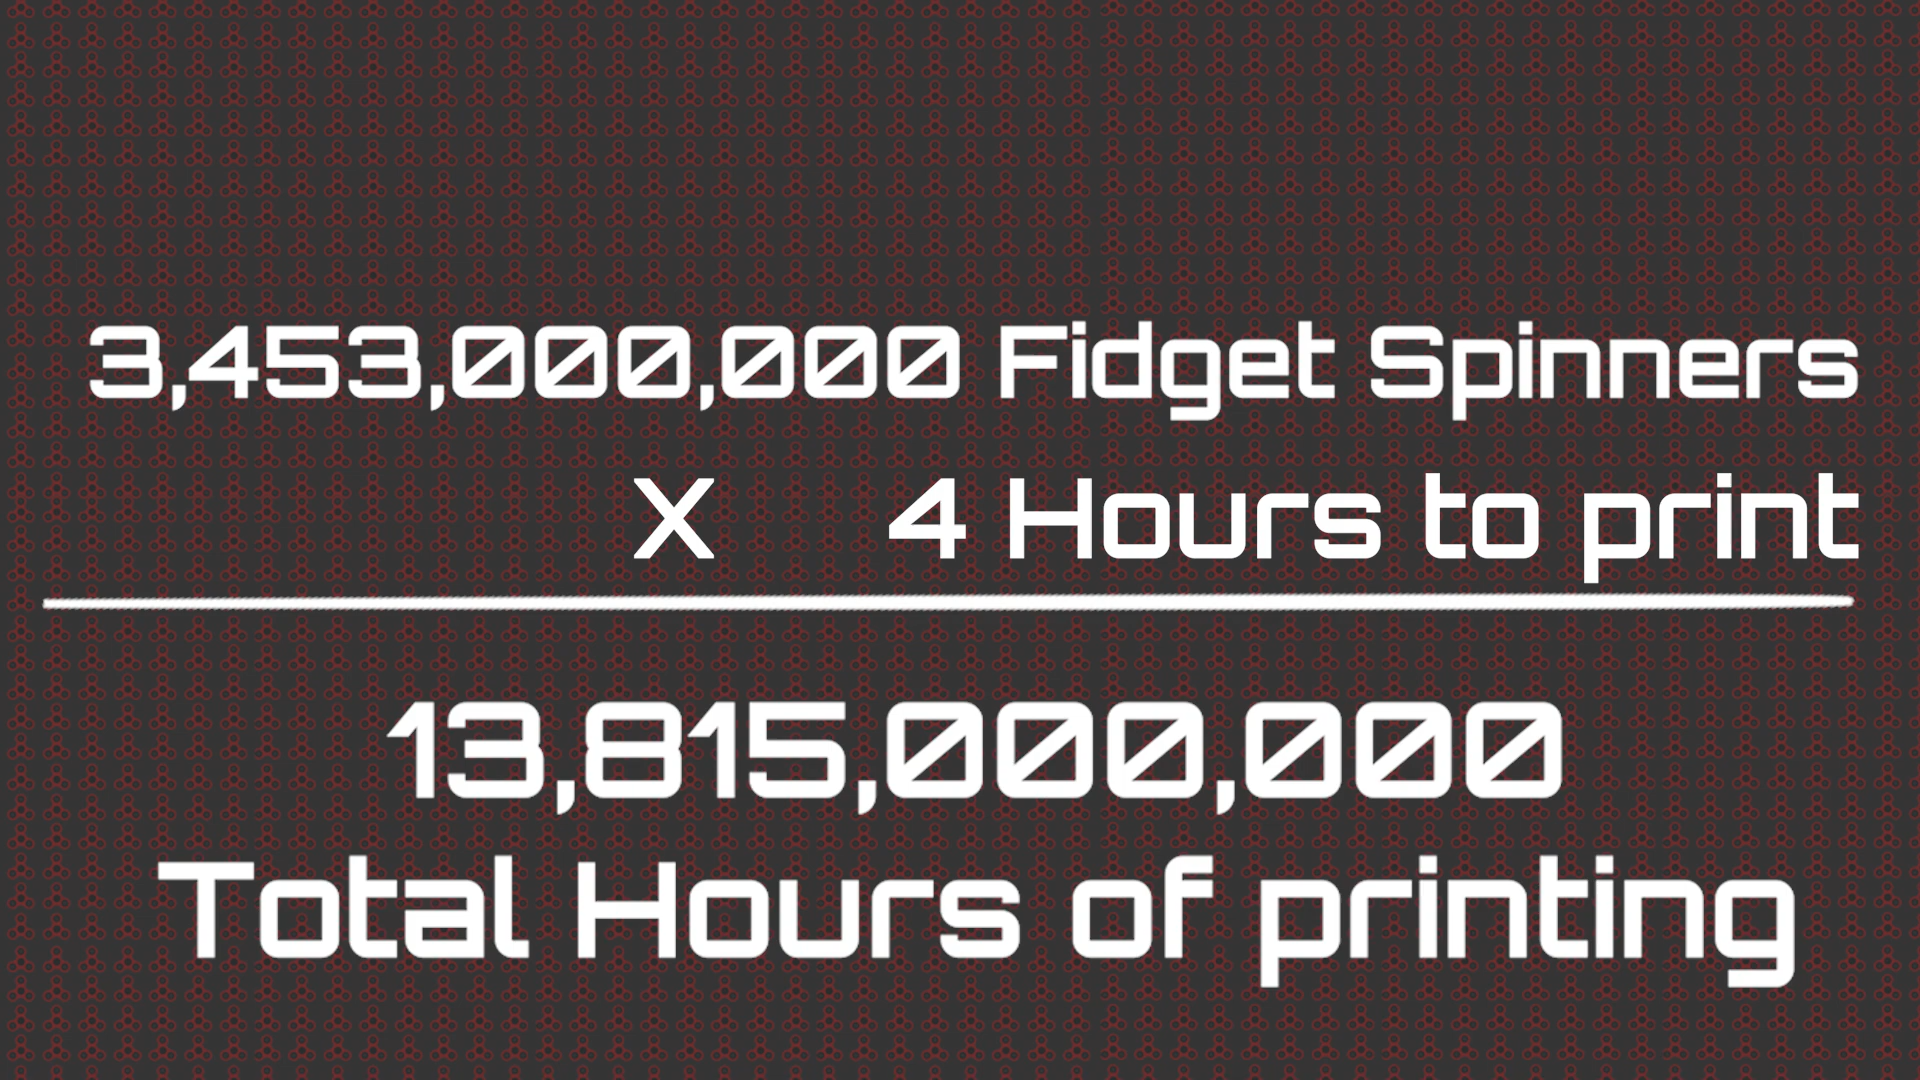 3,453,000,000 Fidget Spinners
X 4 Hours to print
13,815,000,000
Total Hours of printing